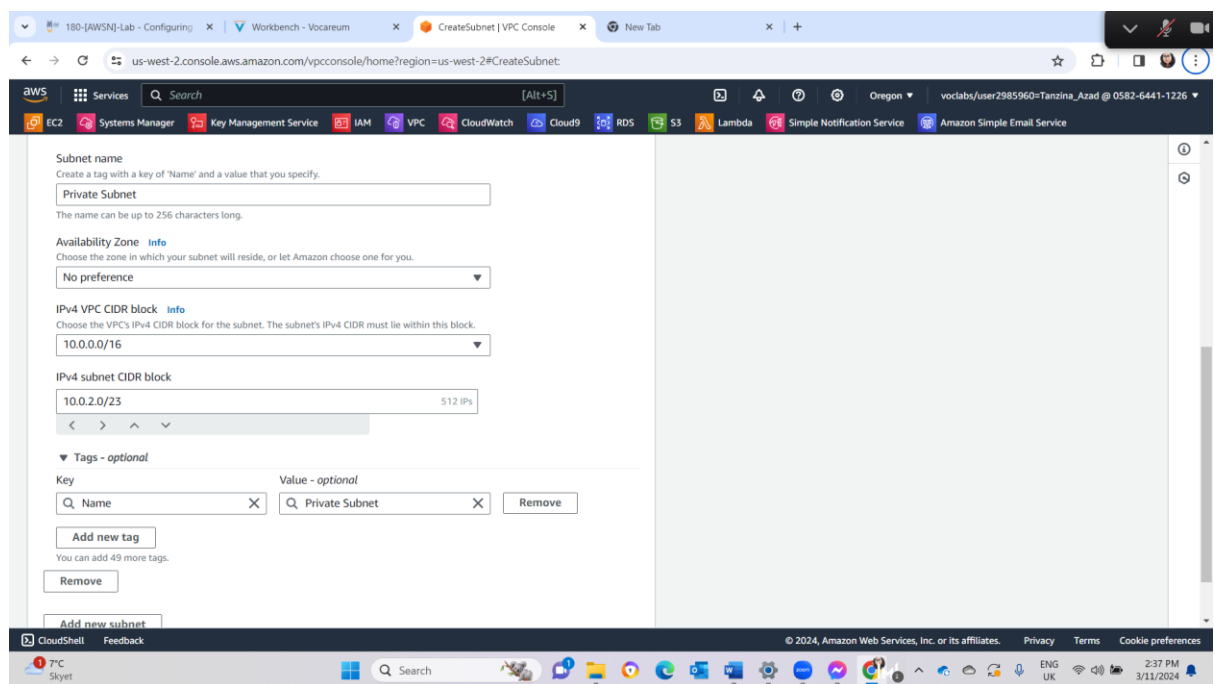 180-[AWSN]-Lab - Configuring
Workbench - Vocareum
CreateSubnet | VPC Console
New Tab
us-west-2.console.aws.amazon.com/vpcconsole/home?region=us-west-2#CreateSubnet:
aws
Services
Search
[Alt+S]
Oregon ▼
voclabs/user2985960=Tanzina_Azad @ 0582-6441-1226 ▼
EC2
Systems Manager
Key Management Service
IAM
VPC
CloudWatch
Cloud9
RDS
S3
Lambda
Simple Notification Service
Amazon Simple Email Service
Subnet name
Create a tag with a key of 'Name' and a value that you specify.
Private Subnet
The name can be up to 256 characters long.
Availability Zone Info
Choose the zone in which your subnet will reside, or let Amazon choose one for you.
No preference
IPv4 VPC CIDR block Info
Choose the VPC's IPv4 CIDR block for the subnet. The subnet's IPv4 CIDR must lie within this block.
10.0.0.0/16
IPv4 subnet CIDR block
10.0.2.0/23
512 IPs
▼ Tags - optional
Key
Value - optional
Name
Private Subnet
Remove
Add new tag
You can add 49 more tags.
Remove
Add new subnet
CloudShell
Feedback
© 2024, Amazon Web Services, Inc. or its affiliates.
Privacy
Terms
Cookie preferences
1
7°C
Skyet
Search
ENG
UK
2:37 PM
3/11/2024